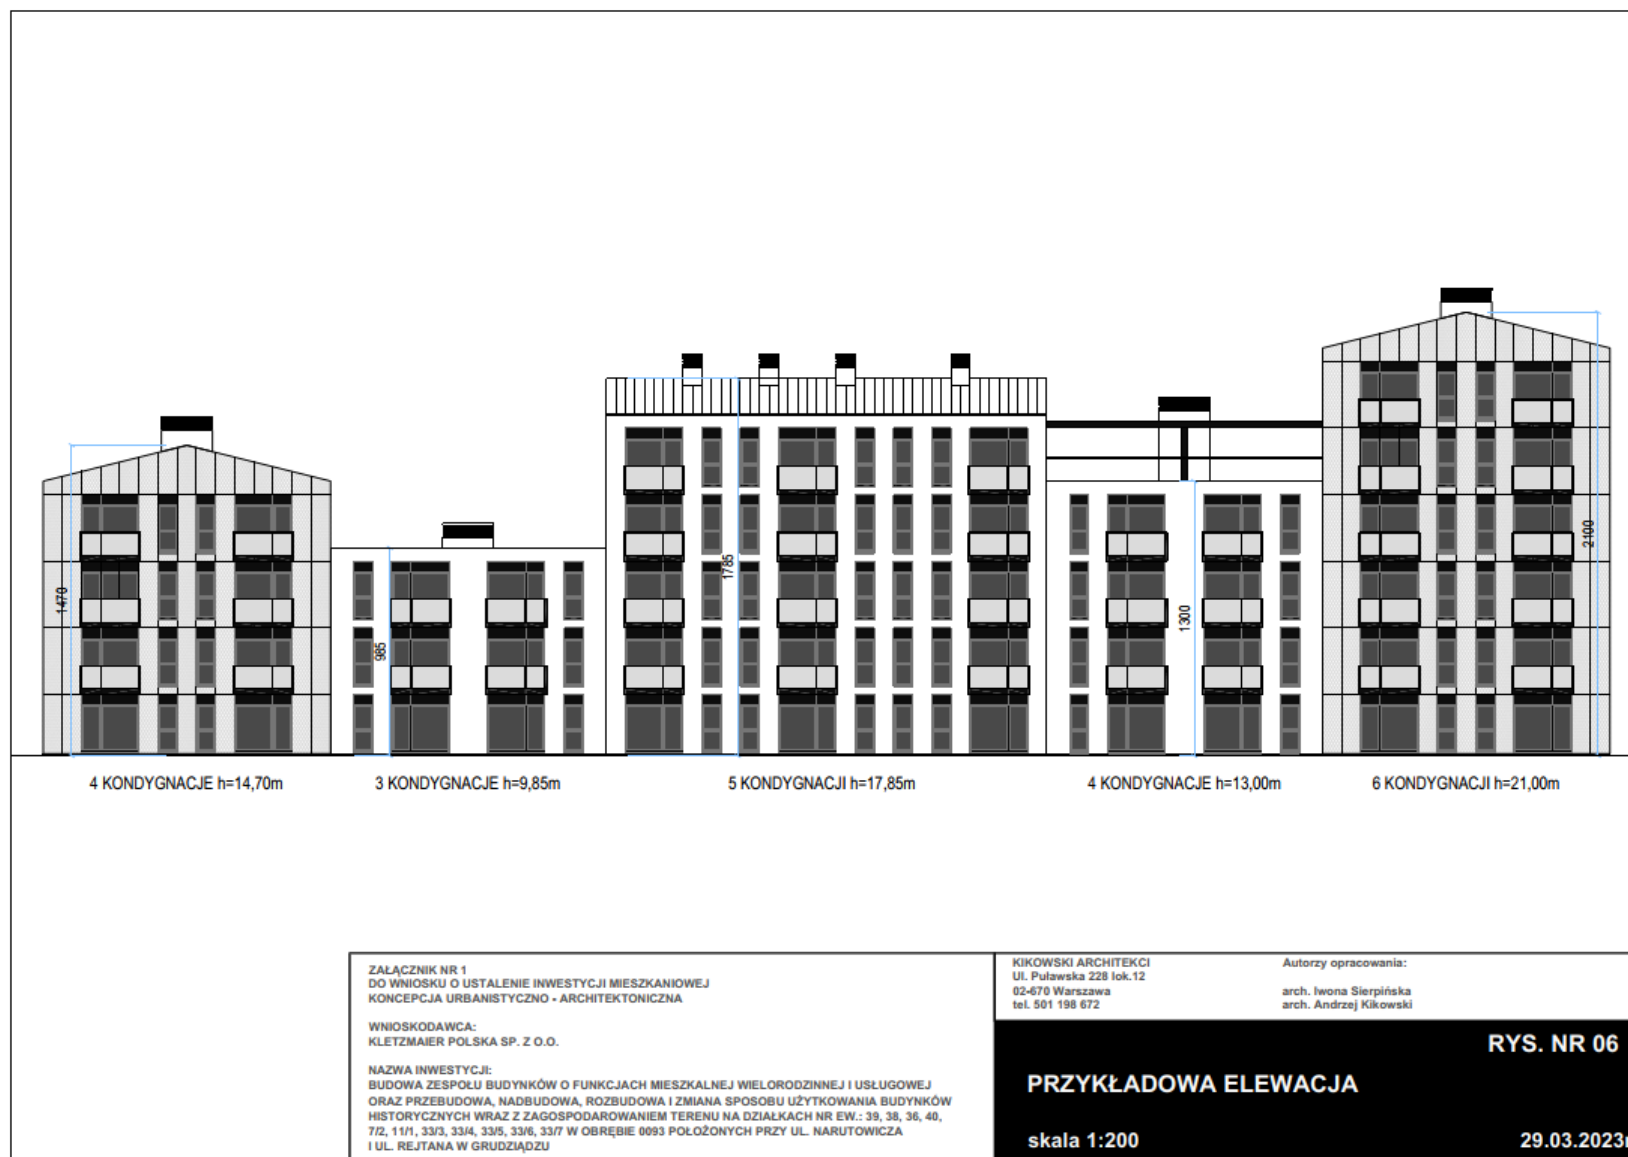 1470
985
1785
1300
2100
4 KONDYGNACJE h=14,70m
3 KONDYGNACJE h=9,85m
5 KONDYGNACJI h=17,85m
4 KONDYGNACJE h=13,00m
6 KONDYGNACJI h=21,00m
ZAŁĄCZNIK NR 1
DO WNIOSKU O USTALENIE INWESTYCJI MIESZKANIOWEJ
KONCEPCJA URBANISTYCZNO - ARCHITEKTONICZNA
WNIOSKODAWCA:
KLETZMAIER POLSKA SP. Z O.O.
NAZWA INWESTYCJI:
BUDOWA ZESPOŁU BUDYNKÓW O FUNKCJACH MIESZKALNEJ WIELORODZINNEJ I USŁUGOWEJ
ORAZ PRZEBUDOWA, NADBUDOWA, ROZBUDOWA I ZMIANA SPOSOBU UŻYTKOWANIA BUDYNKÓW
HISTORYCZNYCH WRAZ Z ZAGOSPODAROWANIEM TERENU NA DZIAŁKACH NR EW.: 39, 38, 36, 40,
7/2, 11/1, 33/3, 33/4, 33/5, 33/6, 33/7 W OBRĘBIE 0093 POŁOŻONYCH PRZY UL. NARUTOWICZA
I UL. REJTANA W GRUDZIĄDZU
KIKOWSKI ARCHITEKCI
Ul. Puławska 228 lok.12
02-670 Warszawa
tel. 501 198 672
Autorzy opracowania:
arch. Iwona Sierpińska
arch. Andrzej Kikowski
RYS. NR 06
PRZYKŁADOWA ELEWACJA
skala 1:200
29.03.2023r